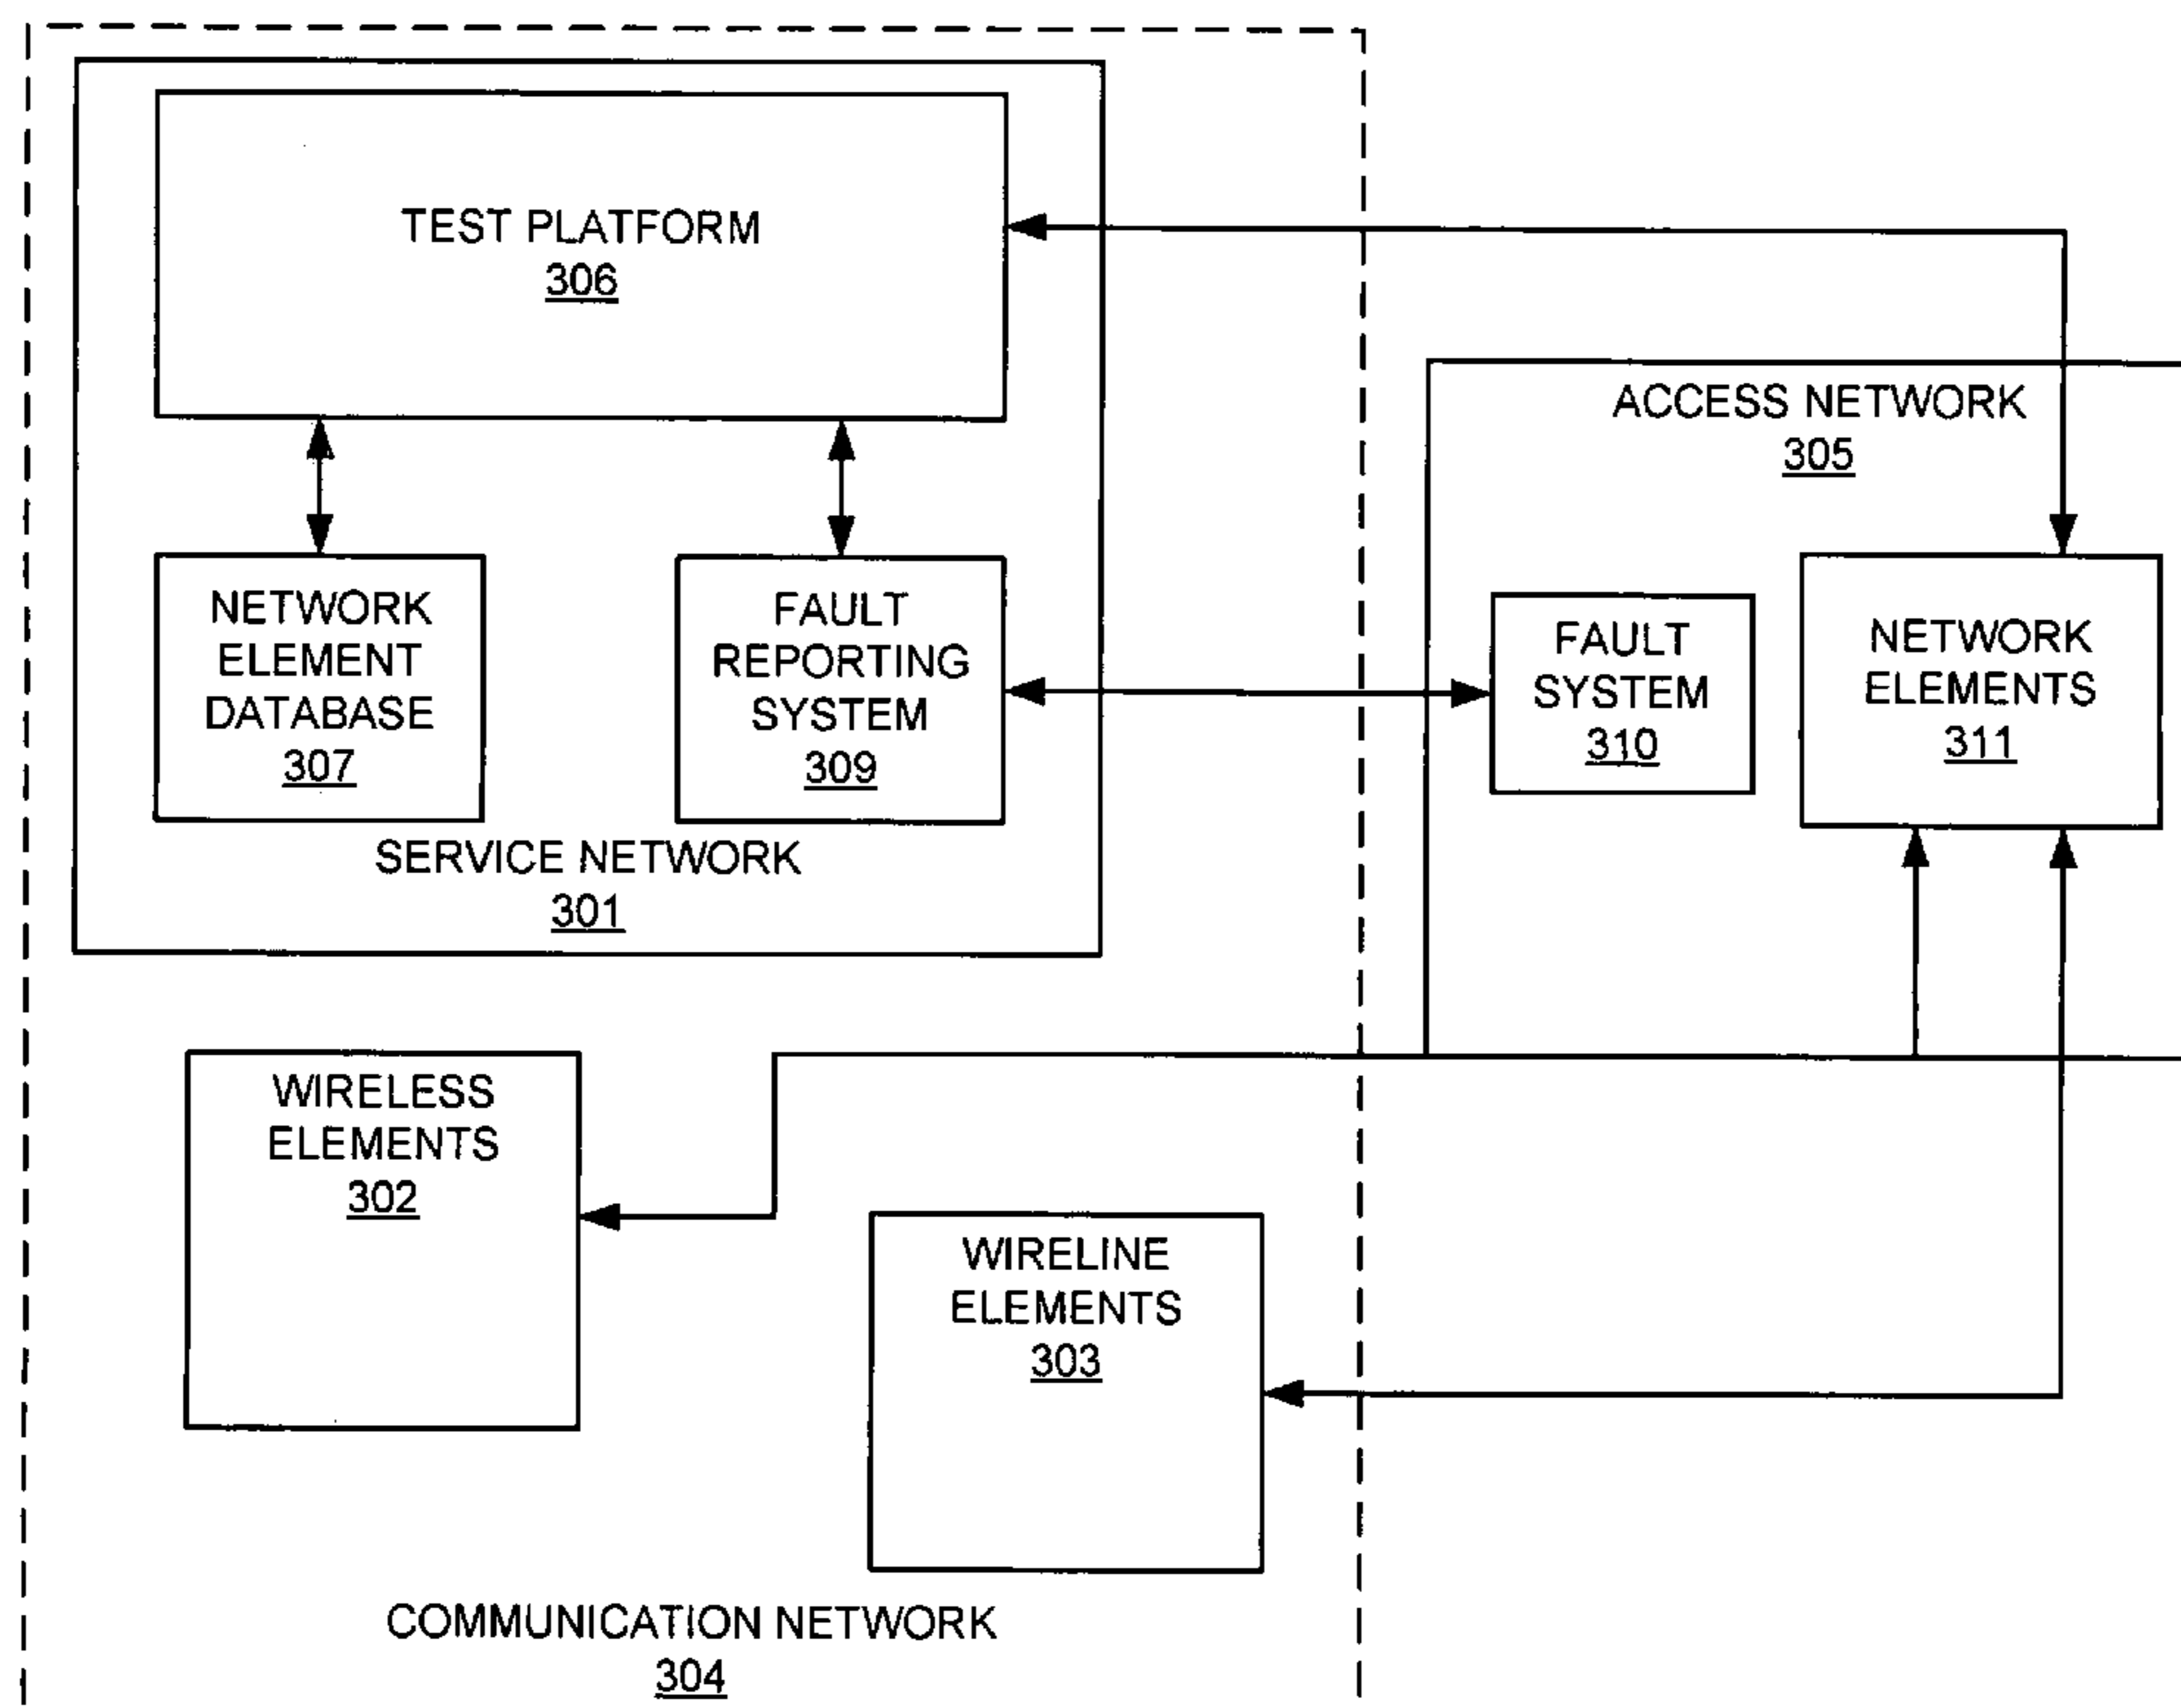 TEST PLATFORM
306
ACCESS NETWORK
305
NETWORK
ELEMENT
DATABASE
307
FAULT
REPORTING
SYSTEM
309
FAULT
SYSTEM
310
NETWORK
ELEMENTS
311
SERVICE NETWORK
301
WIRELESS
ELEMENTS
302
WIRELINE
ELEMENTS
303
COMMUNICATION NETWORK
304